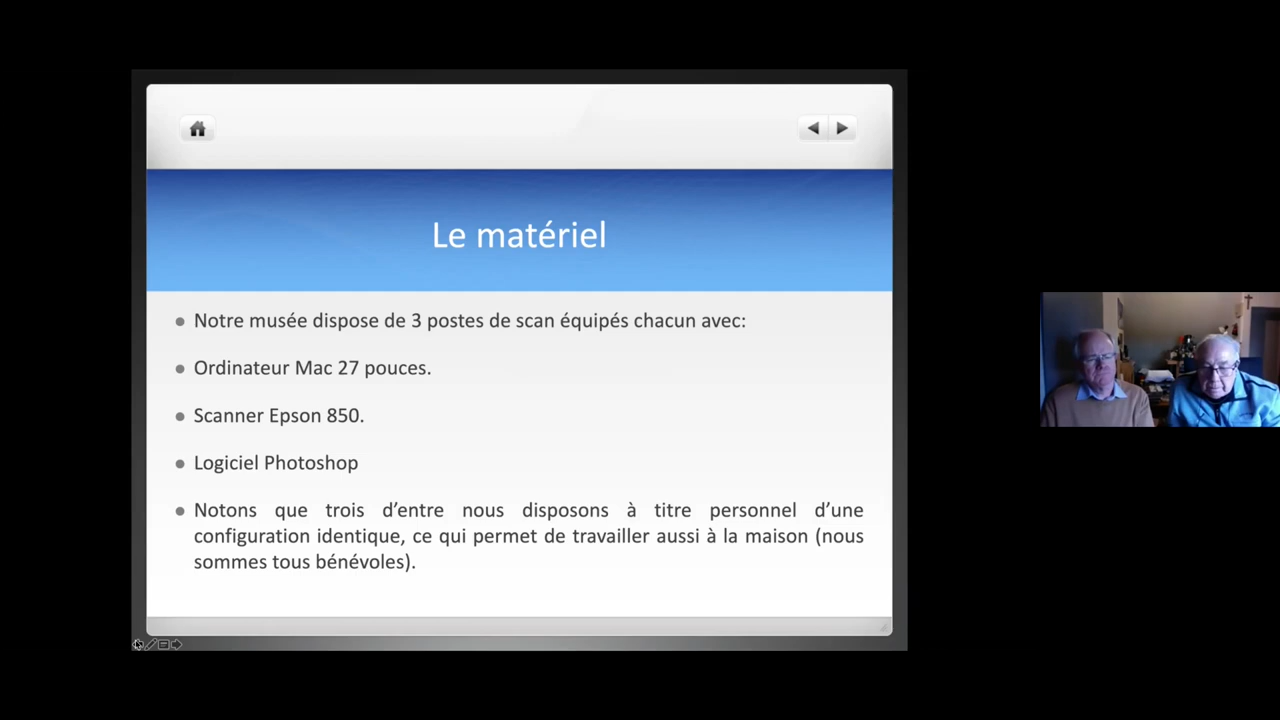 Le matériel
Notre musée dispose de 3 postes de scan équipés chacun avec:
Ordinateur Mac 27 pouces.
Scanner Epson 850.
Logiciel Photoshop
Notons que trois d’entre nous disposons à titre personnel d’une
configuration identique, ce qui permet de travailler aussi à la maison (nous
sommes tous bénévoles).